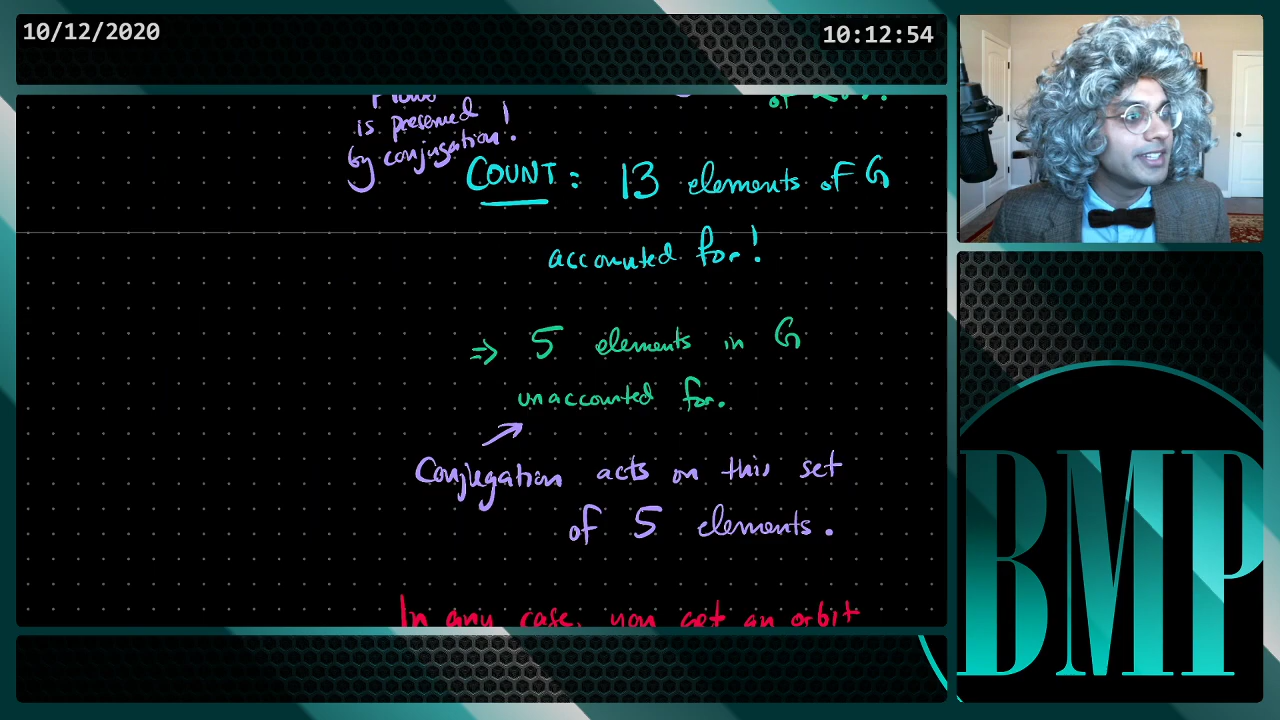 10/12/2020
10:12:54
is preserved
by conjugation!
COUNT: 13 elements of G
accounted for!
⇒ 5 elements in G
unaccounted for.
Conjugation acts on this set
of 5 elements.
In any case, you get an orbit
BMP